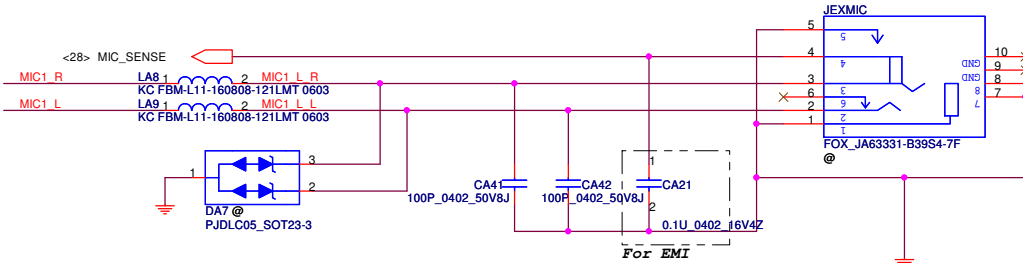 JEXMIC
5
5
<28> MIC_SENSE
4
4
10
GND
9
GND
MIC1_R
LA8 1
2 MIC1_L_R
3
3
8
8
KC FBM-L11-160808-121LMT 0603
6
6
7
7
MIC1_L
LA9 1
2 MIC1_L_L
2
2
KC FBM-L11-160808-121LMT 0603
1
1
FOX_JA63331-B39S4-7F
@
1
3
2
DA7 @
PJDLC05_SOT23-3
CA41
100P_0402_50V8J
CA42
100P_0402_50V8J
1
CA21
2
0.1U_0402_16V4Z
For EMI